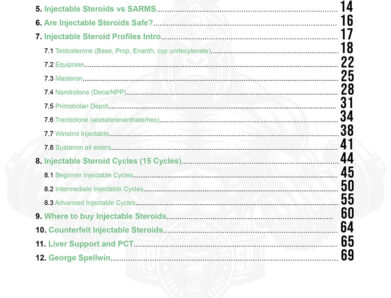 5. Injectable Steroids vs SARMS 14
6. Are Injectable Steroids Safe? 16
7. Injectable Steroid Profiles Intro 17
7.1 Testosterone (Base, Prop, Enanth, cyp undacylenate) 18
7.2 Equipoise 22
7.3 Masteron 25
7.4 Nandrolone (Deca/NPP) 28
7.5 Primobolan Depot 31
7.6 Trenbolone (acetate/enanthate/hex) 34
7.7 Winstrol Injectable 38
7.8 Sustanon all esters 41
8. Injectable Steroid Cycles (15 Cycles) 44
8.1 Beginner Injectable Cycles 45
8.2 Intermediate Injectable Cycles 50
8.3 Advanced Injectable Cycles 55
9. Where to buy Injectable Steroids 60
10. Counterfeit Injectable Steroids 64
11. Liver Support and PCT 65
12. George Spellwin 69